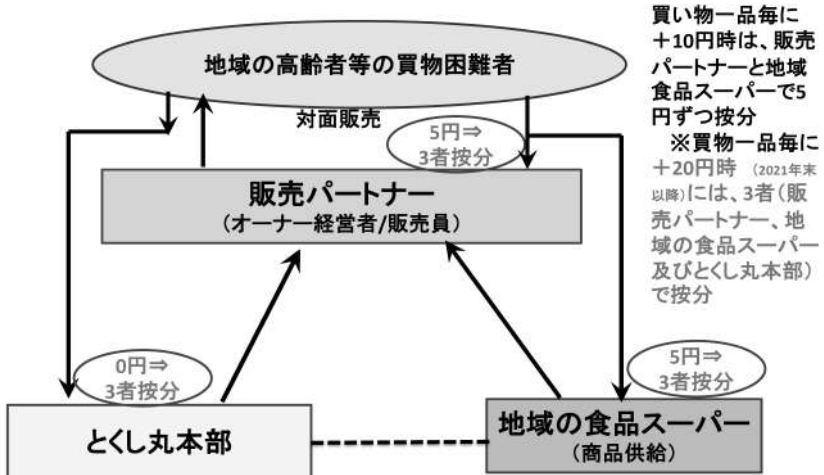 地域の高齢者等の買物困難者
対面販売
5円⇒
3者按分
販売パートナー
（オーナー経営者/販売員）
0円⇒
3者按分
5円⇒
3者按分
とくし丸本部
地域の食品スーパー
（商品供給）
買い物一品毎に
＋10円時は、販売
パートナーと地域
食品スーパーで5
円ずつ按分
※買物一品毎に
＋20円時 （2021年末
以降）には、3者（販
売パートナー、地
域の食品スーパー
及びとくし丸本部）
で按分